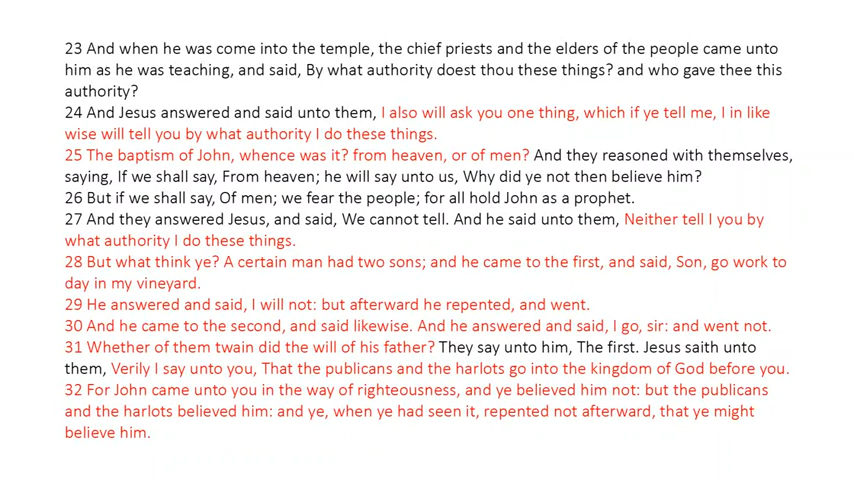 23 And when he was come into the temple, the chief priests and the elders of the people came unto
him as he was teaching, and said, By what authority doest thou these things? and who gave thee this
authority?
24 And Jesus answered and said unto them, I also will ask you one thing, which if ye tell me, I in like
wise will tell you by what authority I do these things.
25 The baptism of John, whence was it? from heaven, or of men? And they reasoned with themselves,
saying, If we shall say, From heaven; he will say unto us, Why did ye not then believe him?
26 But if we shall say, Of men; we fear the people; for all hold John as a prophet.
27 And they answered Jesus, and said, We cannot tell. And he said unto them, Neither tell I you by
what authority I do these things.
28 But what think ye? A certain man had two sons; and he came to the first, and said, Son, go work to
day in my vineyard.
29 He answered and said, I will not: but afterward he repented, and went.
30 And he came to the second, and said likewise. And he answered and said, I go, sir: and went not.
31 Whether of them twain did the will of his father? They say unto him, The first. Jesus saith unto
them, Verily I say unto you, That the publicans and the harlots go into the kingdom of God before you.
32 For John came unto you in the way of righteousness, and ye believed him not: but the publicans
and the harlots believed him: and ye, when ye had seen it, repented not afterward, that ye might
believe him.